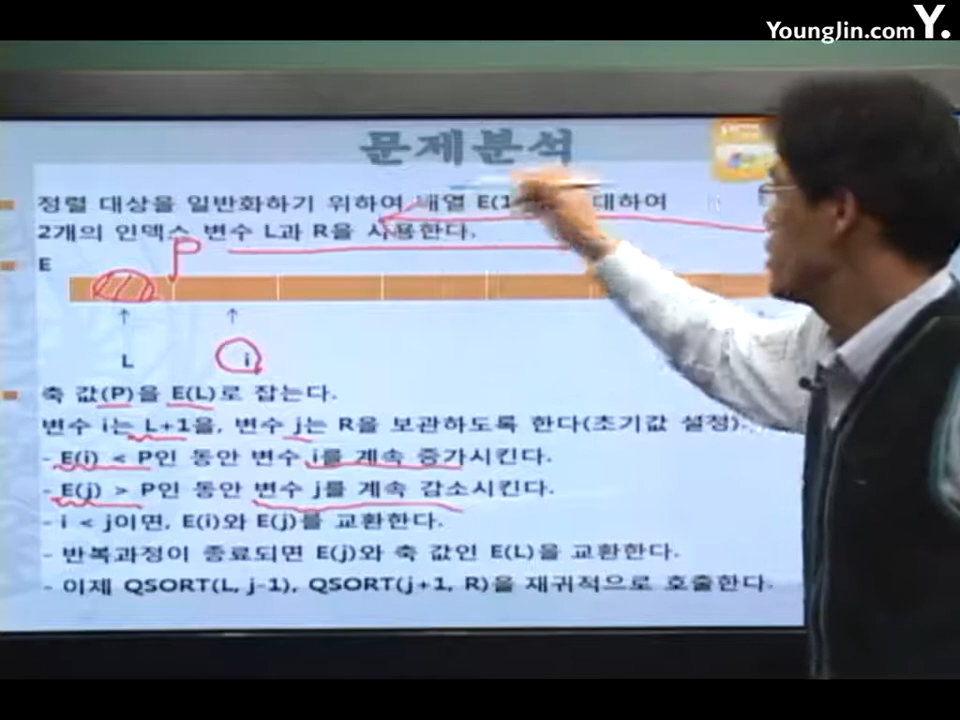 YoungJin.com Y.
문제분석
정렬 대상을 일반화하기 위하여 배열 E(1 대하여
2개의 인덱스 변수 L과 R을 사용한다.
P
E
↑ ↑
L i
축 값(P)을 E(L)로 잡는다.
변수 i는 L+1을, 변수 j는 R을 보관하도록 한다(초기값 설정).
- E(i) < P인 동안 변수 i를 계속 증가시킨다.
- E(j) > P인 동안 변수 j를 계속 감소시킨다.
- i < j이면, E(i)와 E(j)를 교환한다.
- 반복과정이 종료되면 E(j)와 축 값인 E(L)을 교환한다.
- 이제 QSORT(L, j-1), QSORT(j+1, R)을 재귀적으로 호출한다.